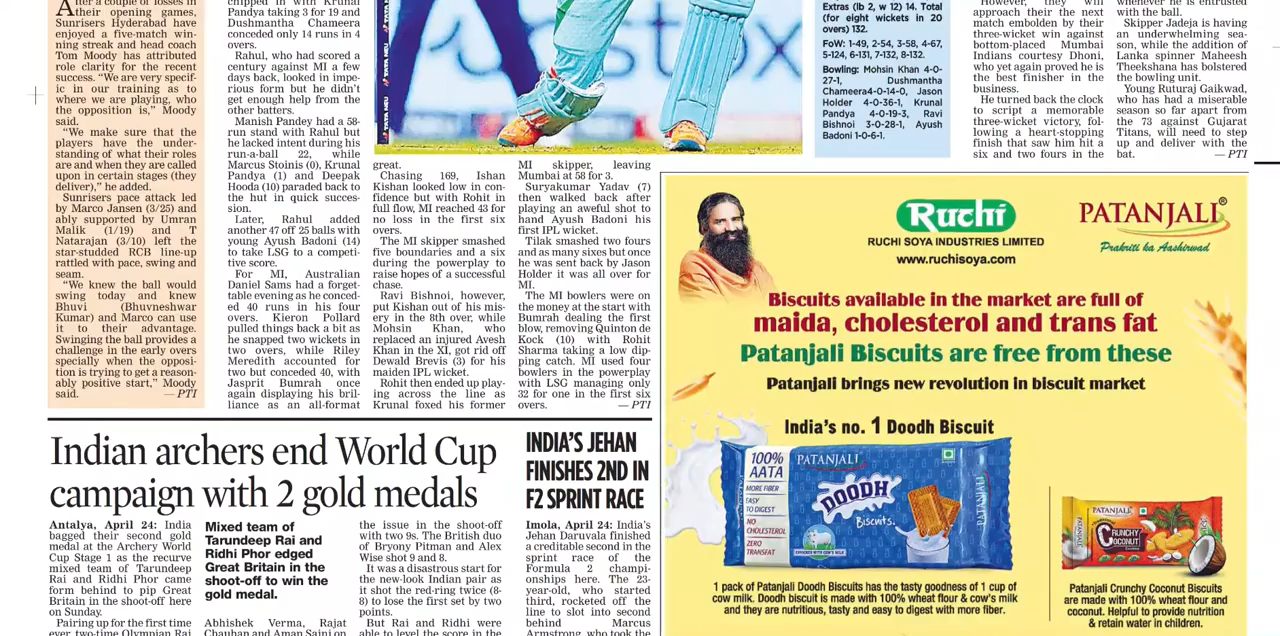 After a couple of losses in
their opening games,
Sunrisers Hyderabad have
enjoyed a five-match win-
ning streak and head coach
Tom Moody has attributed
role clarity for the recent
success. “We are very specif-
ic in our training as to
where we are playing, who
the opposition is,” Moody
said.
“We make sure that the
players have the under-
standing of what their roles
are and when they are called
upon in certain stages (they
deliver),” he added.
Sunrisers pace attack led
by Marco Jansen (3/25) and
ably supported by Umran
Malik (1/19) and T
Natarajan (3/10) left the
star-studded RCB line-up
rattled with pace, swing and
seam.
“We knew the ball would
swing today and knew
Bhuvi (Bhuvneshwar
Kumar) and Marco can use
it to their advantage.
Swinging the ball provides a
challenge in the early overs
specially when the opposi-
tion is trying to get a reason-
ably positive start,” Moody
said. — PTI
chipped in with Krunal
Pandya taking 3 for 19 and
Dushmantha Chameera
conceded only 14 runs in 4
overs.
Rahul, who had scored a
century against MI a few
days back, looked in impe-
rious form but he didn’t
get enough help from the
other batters.
Manish Pandey had a 58-
run stand with Rahul but
he lacked intent during his
run-a-ball 22, while
Marcus Stoinis (0), Krunal
Pandya (1) and Deepak
Hooda (10) paraded back to
the hut in quick succes-
sion.
Later, Rahul added
another 47 off 25 balls with
young Ayush Badoni (14)
to take LSG to a competi-
tive score.
For MI, Australian
Daniel Sams had a forget-
table evening as he conced-
ed 40 runs in his four
overs. Kieron Pollard
pulled things back a bit as
he snapped two wickets in
two overs, while Riley
Meredith accounted for
two but conceded 40, with
Jasprit Bumrah once
again displaying his bril-
liance as an all-format
great.
Chasing 169, Ishan
Kishan looked low in con-
fidence but with Rohit in
full flow, MI reached 43 for
no loss in the first six
overs.
The MI skipper smashed
five boundaries and a six
during the powerplay to
raise hopes of a successful
chase.
Ravi Bishnoi, however,
put Kishan out of his mis-
ery in the 8th over, while
Mohsin Khan, who
replaced an injured Avesh
Khan in the XI, got rid off
Dewald Brevis (3) for his
maiden IPL wicket.
Rohit then ended up play-
ing across the line as
Krunal foxed his former
MI skipper, leaving
Mumbai at 58 for 3.
Suryakumar Yadav (7)
then walked back after
playing an aweful shot to
hand Ayush Badoni his
first IPL wicket.
Tilak smashed two fours
and as many sixes but once
he was sent back by Jason
Holder it was all over for
MI.
The MI bowlers were on
the money at the start with
Bumrah dealing the first
blow, removing Quinton de
Kock (10) with Rohit
Sharma taking a low dip-
ping catch. MI used four
bowlers in the powerplay
with LSG managing only
32 for one in the first six
overs. — PTI
TATA NEU
TATA NEU
Extras (lb 2, w 12) 14. Total
(for eight wickets in 20
overs) 132.
FoW: 1-49, 2-54, 3-58, 4-67,
5-124, 6-131, 7-132, 8-132.
Bowling: Mohsin Khan 4-0-
27-1, Dushmantha
Chameera4-0-14-0, Jason
Holder 4-0-36-1, Krunal
Pandya 4-0-19-3, Ravi
Bishnoi 3-0-28-1, Ayush
Badoni 1-0-6-1.
However, they will
approach their the next
match embolden by their
three-wicket win against
bottom-placed Mumbai
Indians courtesy Dhoni,
who yet again proved he is
the best finisher in the
business.
He turned back the clock
to script a memorable
three-wicket victory, fol-
lowing a heart-stopping
finish that saw him hit a
six and two fours in the
whenever he is entrusted
with the ball.
Skipper Jadeja is having
an underwhelming sea-
son, while the addition of
Lanka spinner Maheesh
Theekshana has bolstered
the bowling unit.
Young Ruturaj Gaikwad,
who has had a miserable
season so far apart from
the 73 against Gujarat
Titans, will need to step
up and deliver with the
bat. — PTI
Ruchi
RUCHI SOYA INDUSTRIES LIMITED
www.ruchisoya.com
PATANJALI®
Prakriti ka Aashirwad
Biscuits available in the market are full of
maida, cholesterol and trans fat
Patanjali Biscuits are free from these
Patanjali brings new revolution in biscuit market
India’s no. 1 Doodh Biscuit
100%
AATA
MORE FIBER
EASY
TO DIGEST
NO
CHOLESTEROL
ZERO
TRANSFAT
PATANJALI
DOODH
Biscuits
ENRICHED WITH COW'S MILK
PATANJALI
1 pack of Patanjali Doodh Biscuits has the tasty goodness of 1 cup of
cow milk. Doodh biscuit is made with 100% wheat flour & cow’s milk
and they are nutritious, tasty and easy to digest with more fiber.
PATANJALI
PATANJALI
CRUNCHY
COCONUT
Patanjali Crunchy Coconut Biscuits
are made with 100% wheat flour and
coconut. Helpful to provide nutrition
& retain water in children.
Indian archers end World Cup
campaign with 2 gold medals
Antalya, April 24: India
bagged their second gold
medal at the Archery World
Cup Stage 1 as the recurve
mixed team of Tarundeep
Rai and Ridhi Phor came
from behind to pip Great
Britain in the shoot-off here
on Sunday.
Pairing up for the first time
ever, two-time Olympian Rai
Mixed team of
Tarundeep Rai and
Ridhi Phor edged
Great Britain in the
shoot-off to win the
gold medal.
Abhishek Verma, Rajat
Chauhan and Aman Saini on
the issue in the shoot-off
with two 9s. The British duo
of Bryony Pitman and Alex
Wise shot 9 and 8.
It was a disastrous start for
the new-look Indian pair as
it shot the red-ring twice (8-
8) to lose the first set by two
points.
But Rai and Ridhi were
able to level the score in the
INDIA’S JEHAN
FINISHES 2ND IN
F2 SPRINT RACE
Imola, April 24: India’s
Jehan Daruvala finished
a creditable second in the
sprint race of the
Formula 2 champi-
onships here. The 23-
year-old, who started
third, rocketed off the
line to slot into second
behind Marcus
Armstrong, who took the